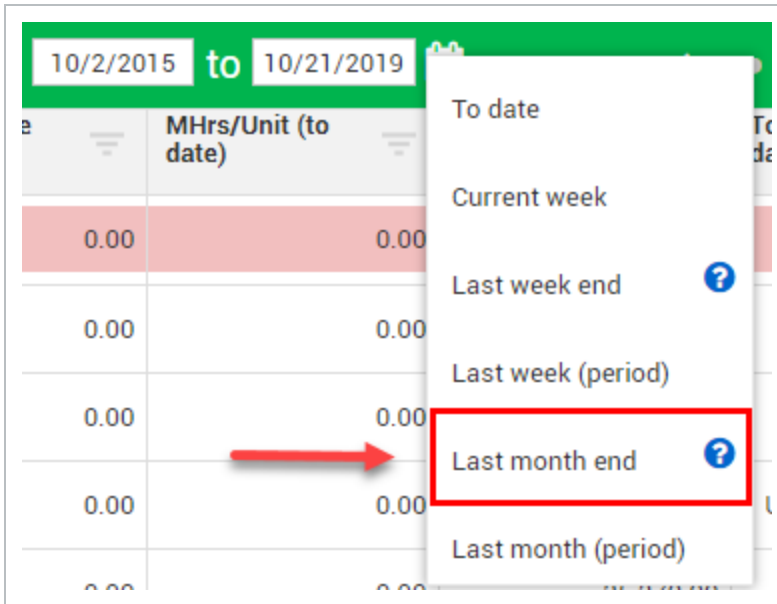 10/2/2015 to 10/21/2019
MHrs/Unit (to
date)
To date
Current week
Last week end ?
Last week (period)
Last month end ?
Last month (period)
0.00 0.00
0.00 0.00
0.00 0.00
0.00 0.00